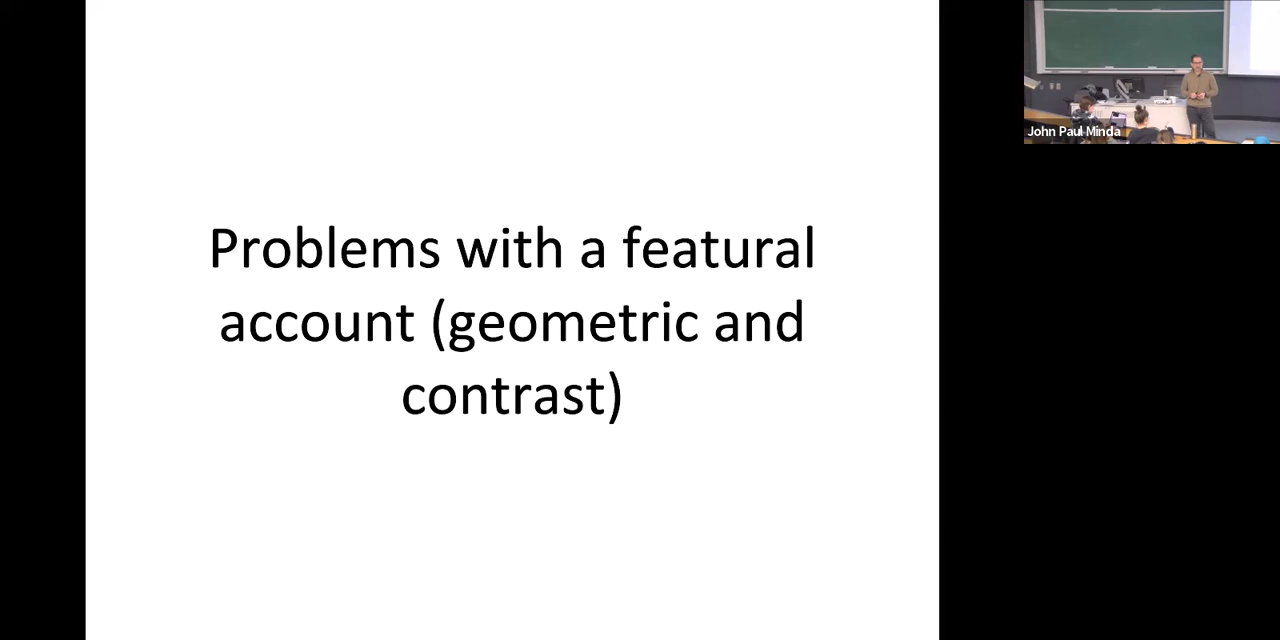 Problems with a featural
account (geometric and
contrast)
John Paul Minda